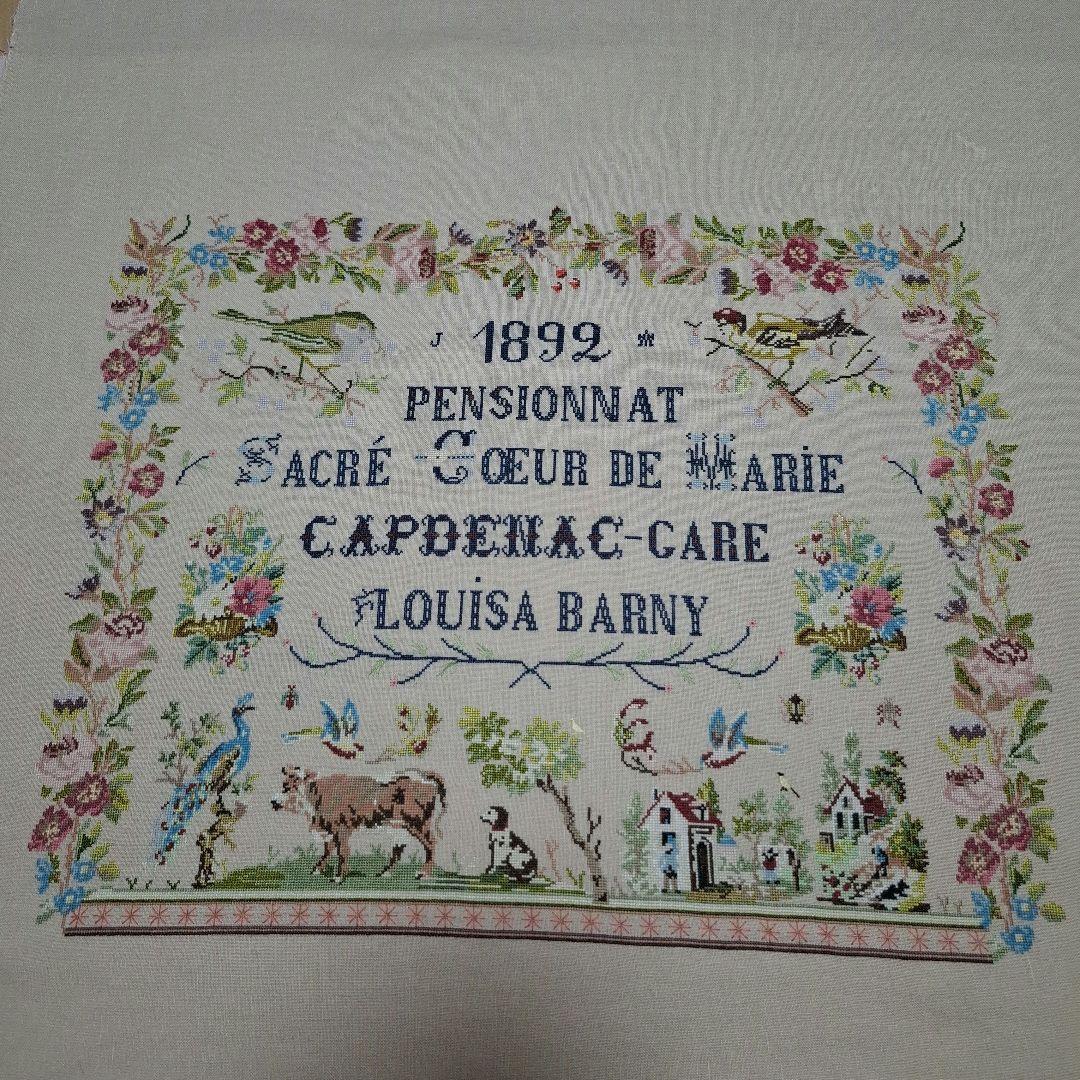 J 1892 M
PENSIONNAT
SACRÉ-CŒUR DE MARIE
CAPDENAC-GARE
LOUISA BARNY